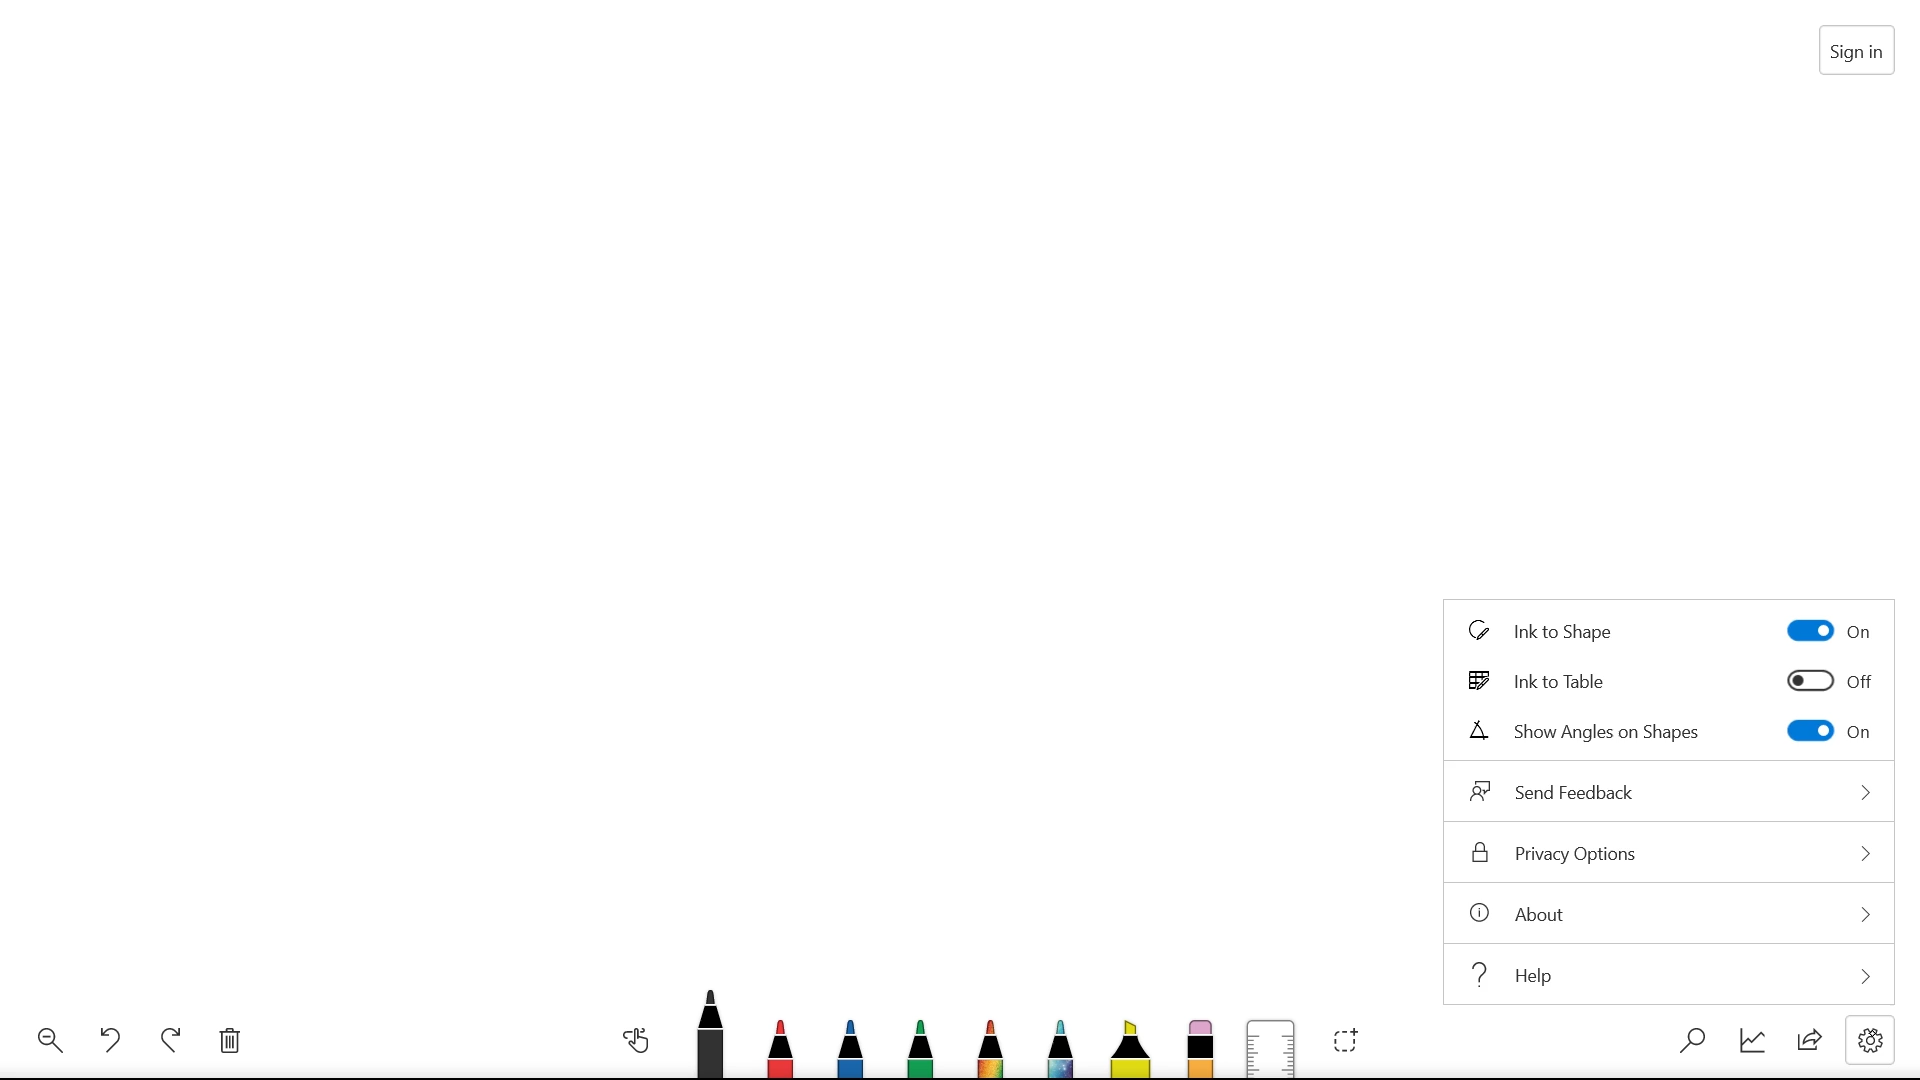 Sign in
Ink to Shape On
Ink to Table Off
Show Angles on Shapes On
Send Feedback
Privacy Options
About
Help